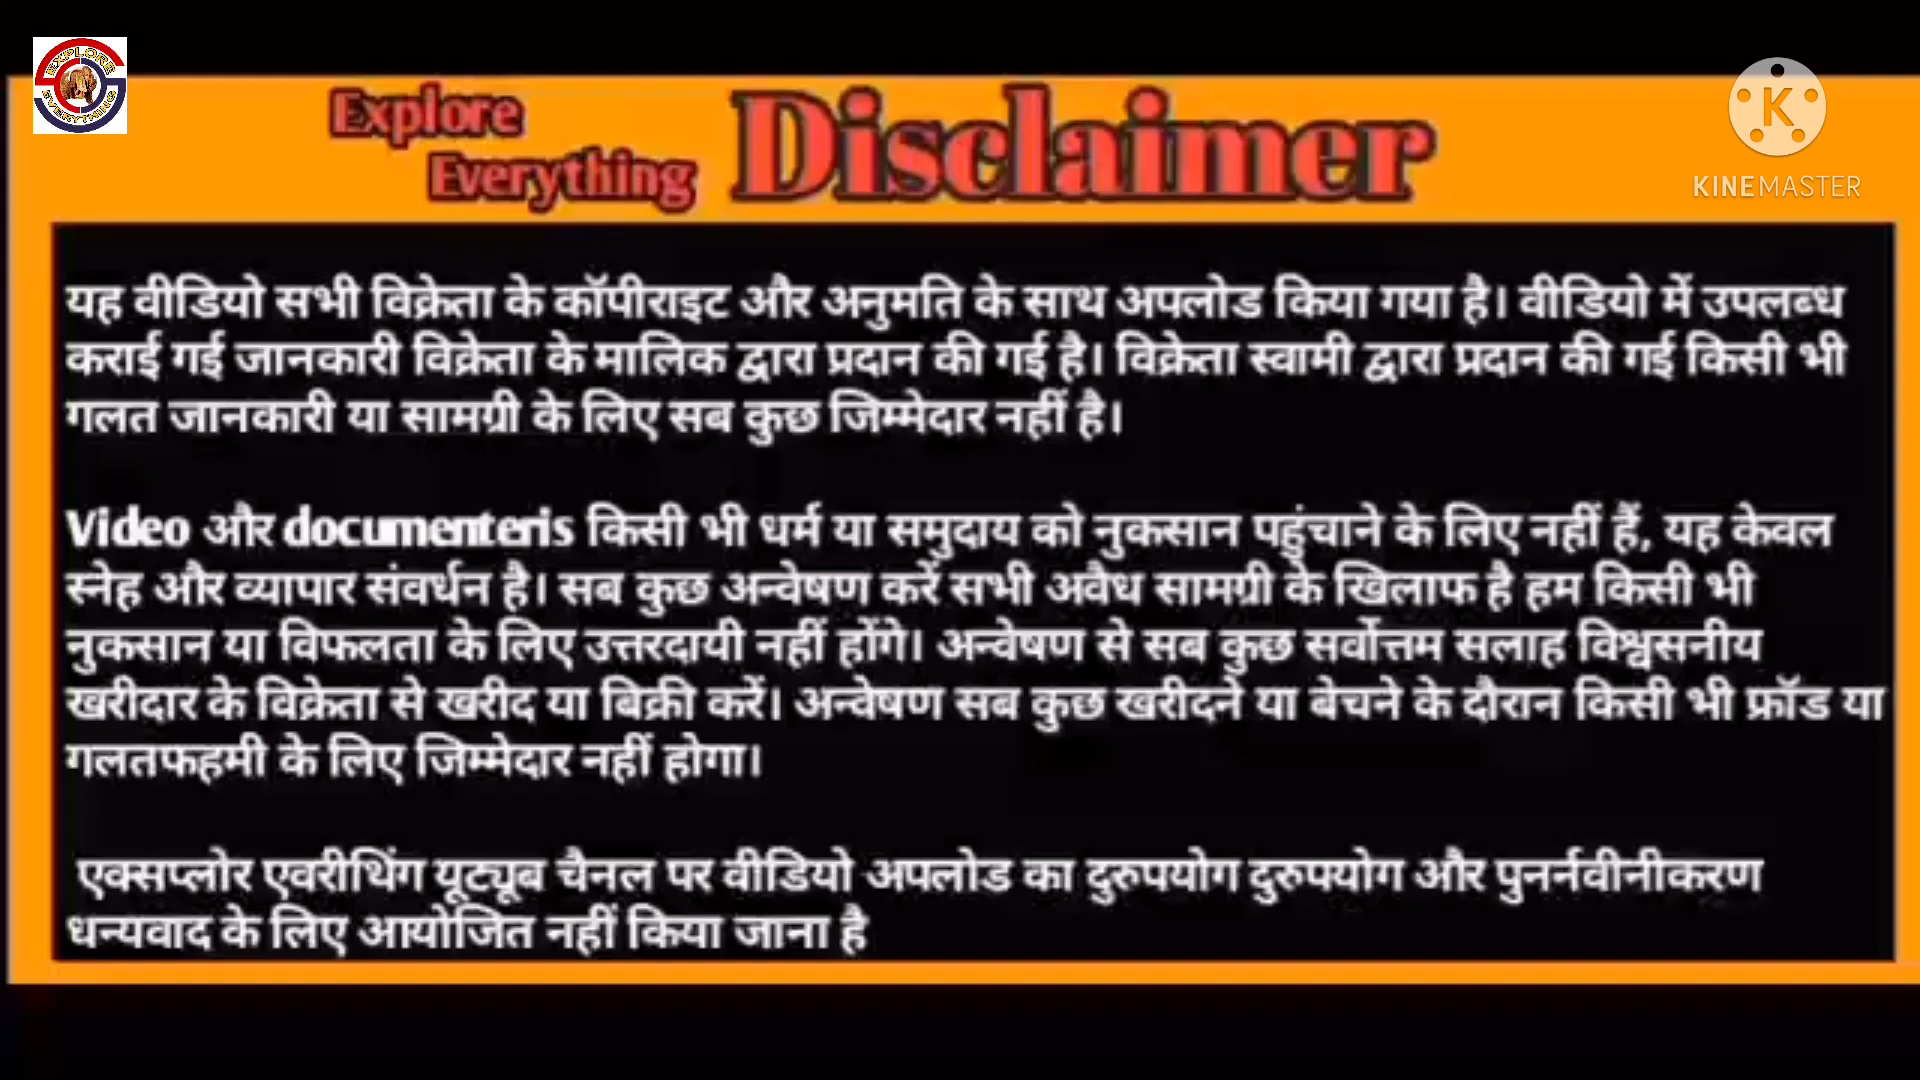 EXPLORE
EVERYTHING
Explore
Everything
Disclaimer
K
KINEMASTER
यह वीडियो सभी विक्रेता के कॉपीराइट और अनुमति के साथ अपलोड किया गया है। वीडियो में उपलब्ध
कराई गई जानकारी विक्रेता के मालिक द्वारा प्रदान की गई है। विक्रेता स्वामी द्वारा प्रदान की गई किसी भी
गलत जानकारी या सामग्री के लिए सब कुछ जिम्मेदार नहीं है।
Video और documenteris किसी भी धर्म या समुदाय को नुकसान पहुंचाने के लिए नहीं हैं, यह केवल
स्नेह और व्यापार संवर्धन है। सब कुछ अन्वेषण करें सभी अवैध सामग्री के खिलाफ है हम किसी भी
नुकसान या विफलता के लिए उत्तरदायी नहीं होंगे। अन्वेषण से सब कुछ सर्वोत्तम सलाह विश्वसनीय
खरीदार के विक्रेता से खरीद या बिक्री करें। अन्वेषण सब कुछ खरीदने या बेचने के दौरान किसी भी फ्रॉड या
गलतफहमी के लिए जिम्मेदार नहीं होगा।
एक्सप्लोर एवरीथिंग यूट्यूब चैनल पर वीडियो अपलोड का दुरुपयोग दुरुपयोग और पुनर्नवीनीकरण
धन्यवाद के लिए आयोजित नहीं किया जाना है